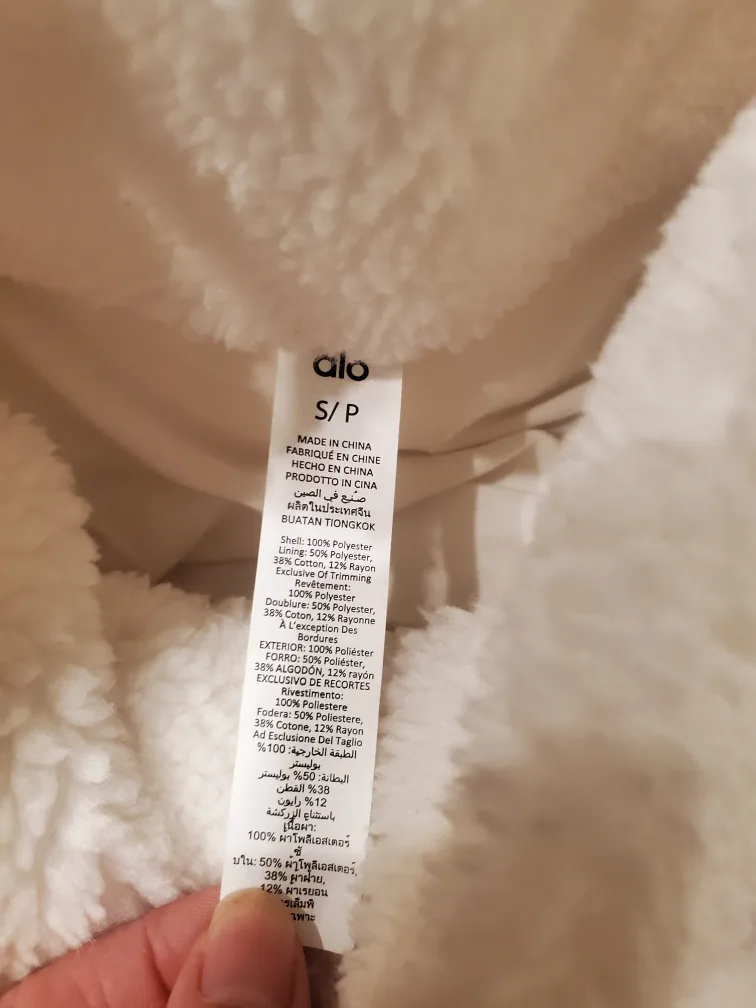 alo
S/ P
MADE IN CHINA
FABRIQUÉ EN CHINE
HECHO EN CHINA
PRODOTTO IN CINA
صنع في الصين
ผลิตในประเทศจีน
BUATAN TIONGKOK
Shell: 100% Polyester
Lining: 50% Polyester,
38% Cotton, 12% Rayon
Exclusive Of Trimming
Revêtement:
100% Polyester
Doublure: 50% Polyester,
38% Coton, 12% Rayonne
À L'exception Des
Bordures
EXTERIOR: 100% Poliéster
FORRO: 50% Poliéster,
38% ALGODÓN, 12% rayón
EXCLUSIVO DE RECORTES
Rivestimento:
100% Poliestere
Fodera: 50% Poliestere,
38% Cotone, 12% Rayon
Ad Esclusione Del Taglio
الطبقة الخارجية: 100%
بوليستر
البطانة: 50% بوليستر
38% القطن
12% رايون
باستثناء الزركشة
เนื้อผ้า:
100% ผ้าโพลีเอสเตอร์
ซั
บใน: 50% ผ้าโพลีเอสเตอร์,
38% ผ้าฝ้าย,
12% ผ้าเรยอน